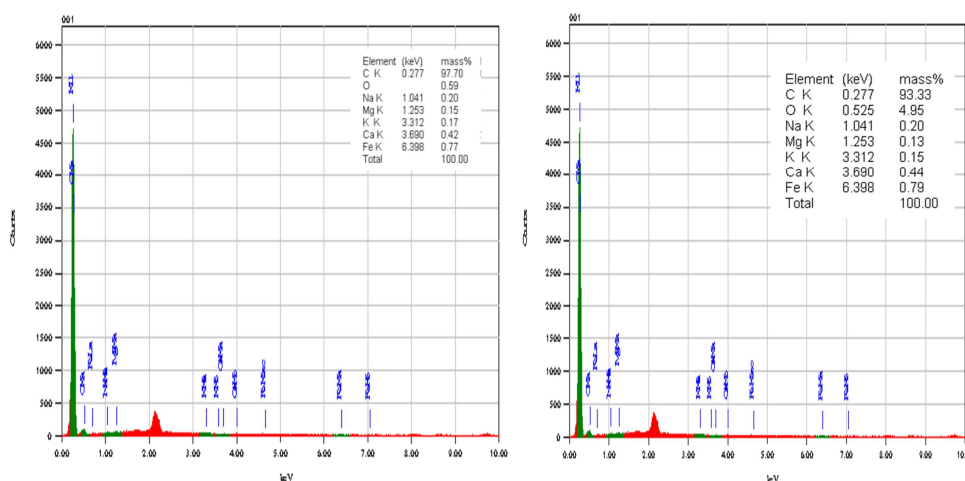 001
6000
5500
5000
4500
4000
3500
3000
2500
2000
1500
1000
500
0
Counts
0.00 1.00 2.00 3.00 4.00 5.00 6.00 7.00 8.00 9.00 10.0
keV
Element (keV) mass%
C K 0.277 97.70
O 0.59
Na K 1.041 0.20
Mg K 1.253 0.15
K K 3.312 0.17
Ca K 3.690 0.42
Fe K 6.398 0.77
Total 100.00
001
6000
5500
5000
4500
4000
3500
3000
2500
2000
1500
1000
500
0
Counts
0.00 1.00 2.00 3.00 4.00 5.00 6.00 7.00 8.00 9.00 10.0
keV
Element (keV) mass%
C K 0.277 93.33
O K 0.525 4.95
Na K 1.041 0.20
Mg K 1.253 0.13
K K 3.312 0.15
Ca K 3.690 0.44
Fe K 6.398 0.79
Total 100.00